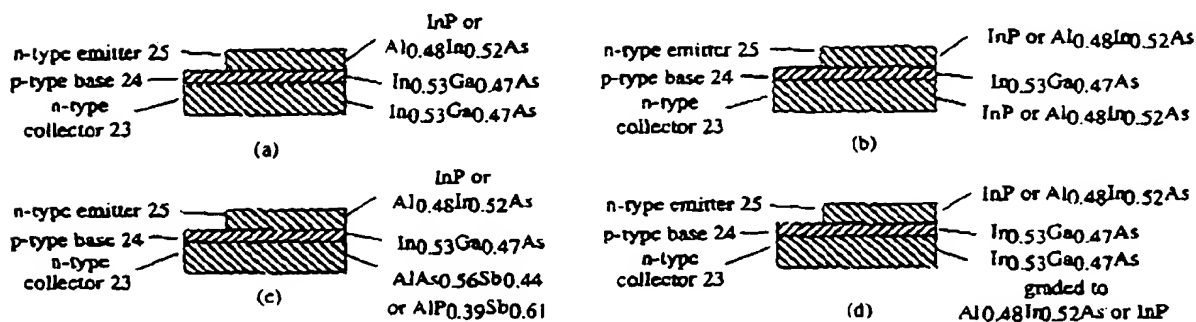 n-type emitter 25
p-type base 24
n-type
collector 23
InP or
Al0.48In0.52As
In0.53Ga0.47As
In0.53Ga0.47As
(a)
n-type emitter 25
p-type base 24
n-type
collector 23
InP or Al0.48In0.52As
In0.53Ga0.47As
InP or Al0.48In0.52As
(b)
n-type emitter 25
p-type base 24
n-type
collector 23
InP or
Al0.48In0.52As
In0.53Ga0.47As
AlAs0.56Sb0.44
or AlP0.39Sb0.61
(c)
n-type emitter 25
p-type base 24
n-type
collector 23
InP or Al0.48In0.52As
In0.53Ga0.47As
In0.53Ga0.47As
graded to
Al0.48In0.52As or InP
(d)